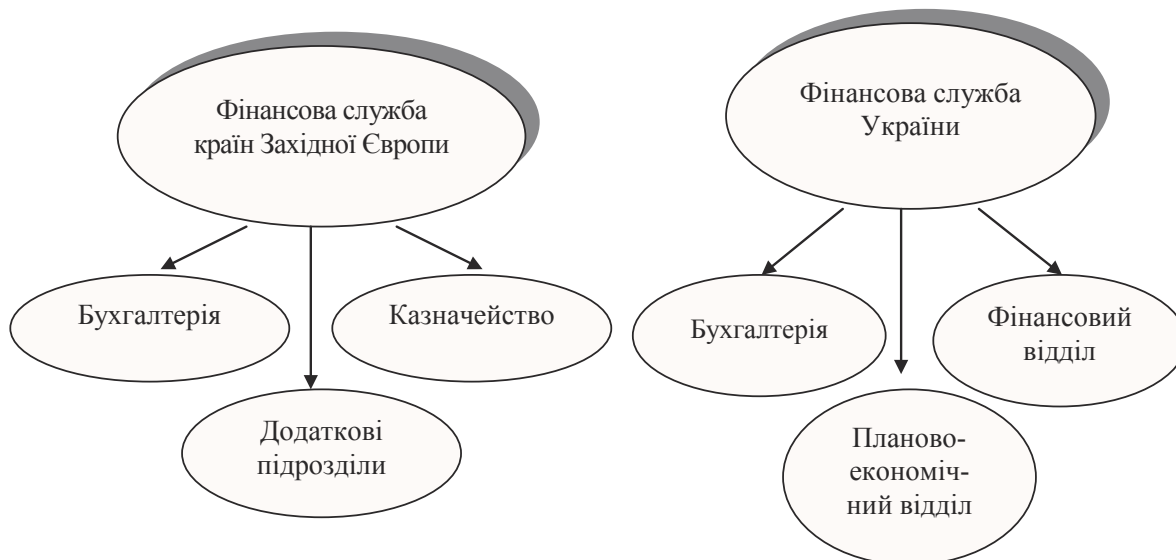 Фінансова служба
країн Західної Європи
Бухгалтерія
Казначейство
Додаткові
підрозділи
Фінансова служба
України
Бухгалтерія
Фінансовий
відділ
Планово-
економіч-
ний відділ